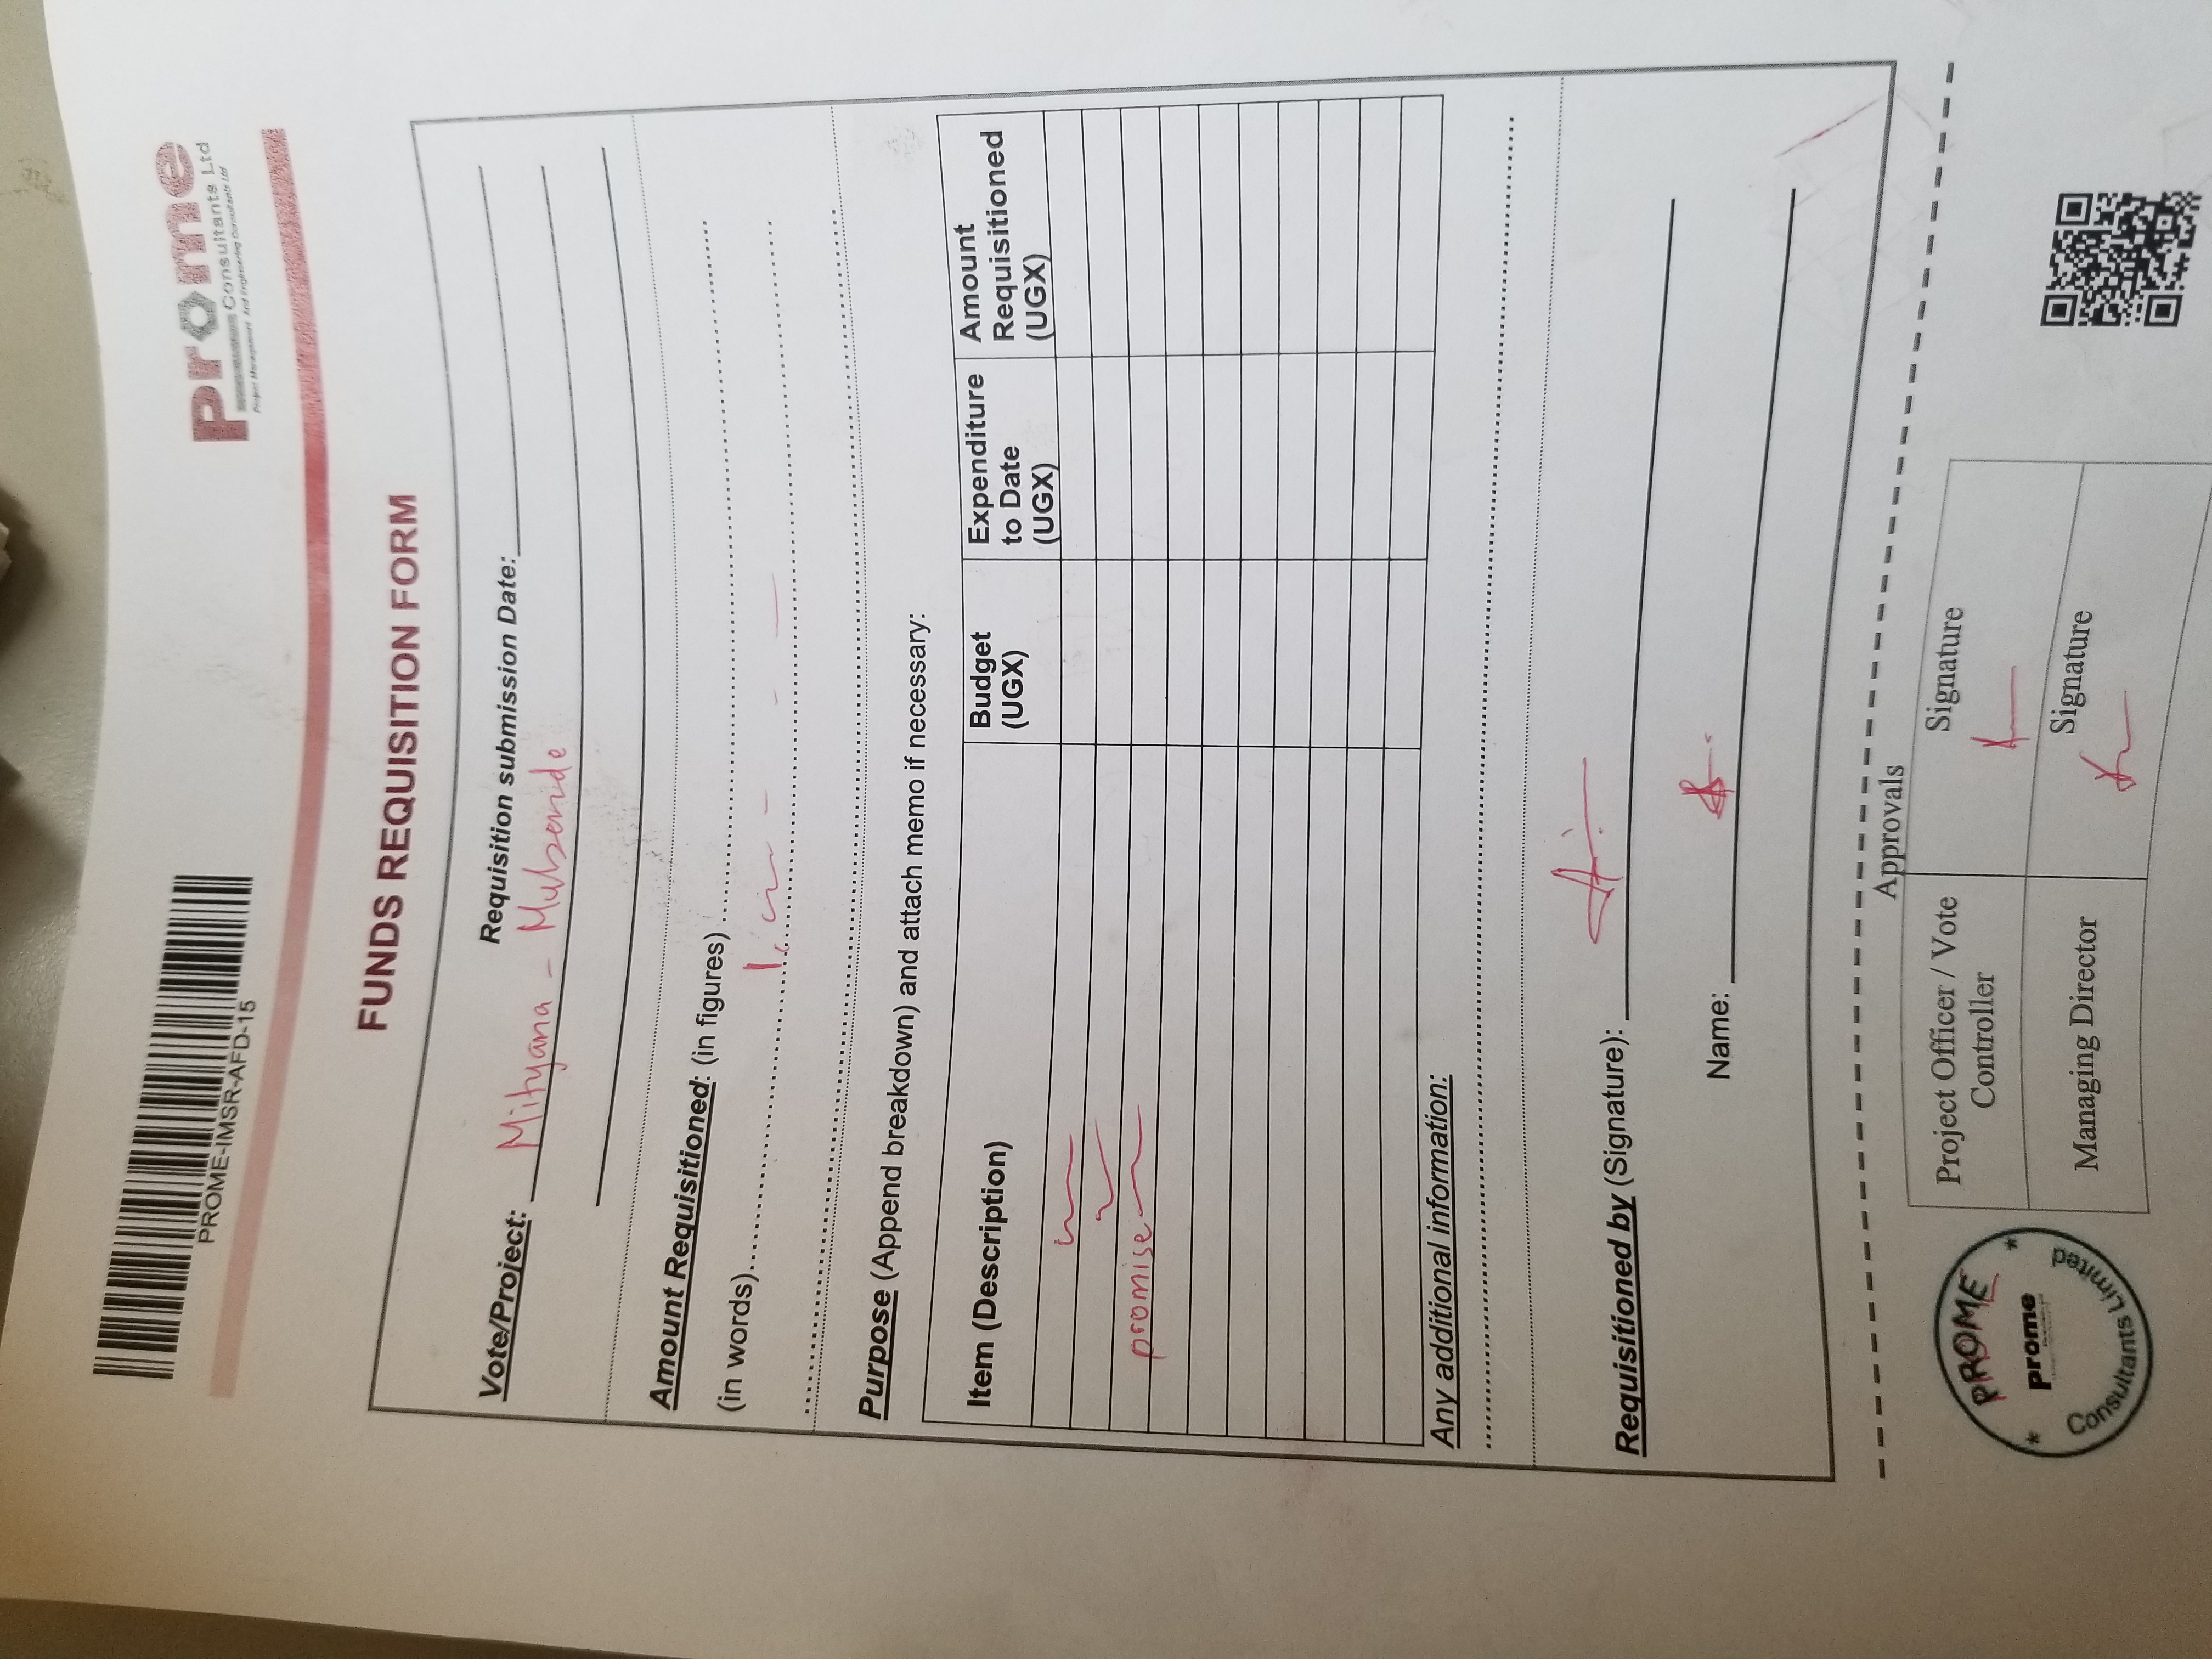 PROME-IMSR-AFD-15
prome
Consultants Ltd
Project Management And Engineering Consultants Ltd
FUNDS REQUISITION FORM
Requisition submission Date:
Vote/Project: Mityana - Mubende
Amount Requisitioned: (in figures)
(in words)
Purpose (Append breakdown) and attach memo if necessary:
Item (Description) Budget (UGX) Expenditure to Date (UGX) Amount Requisitioned (UGX)
promise
Any additional information:
Requisitioned by (Signature):
Name:
Approvals
Project Officer / Vote Controller Signature
Managing Director Signature
PROME
prome
Consultants Limited